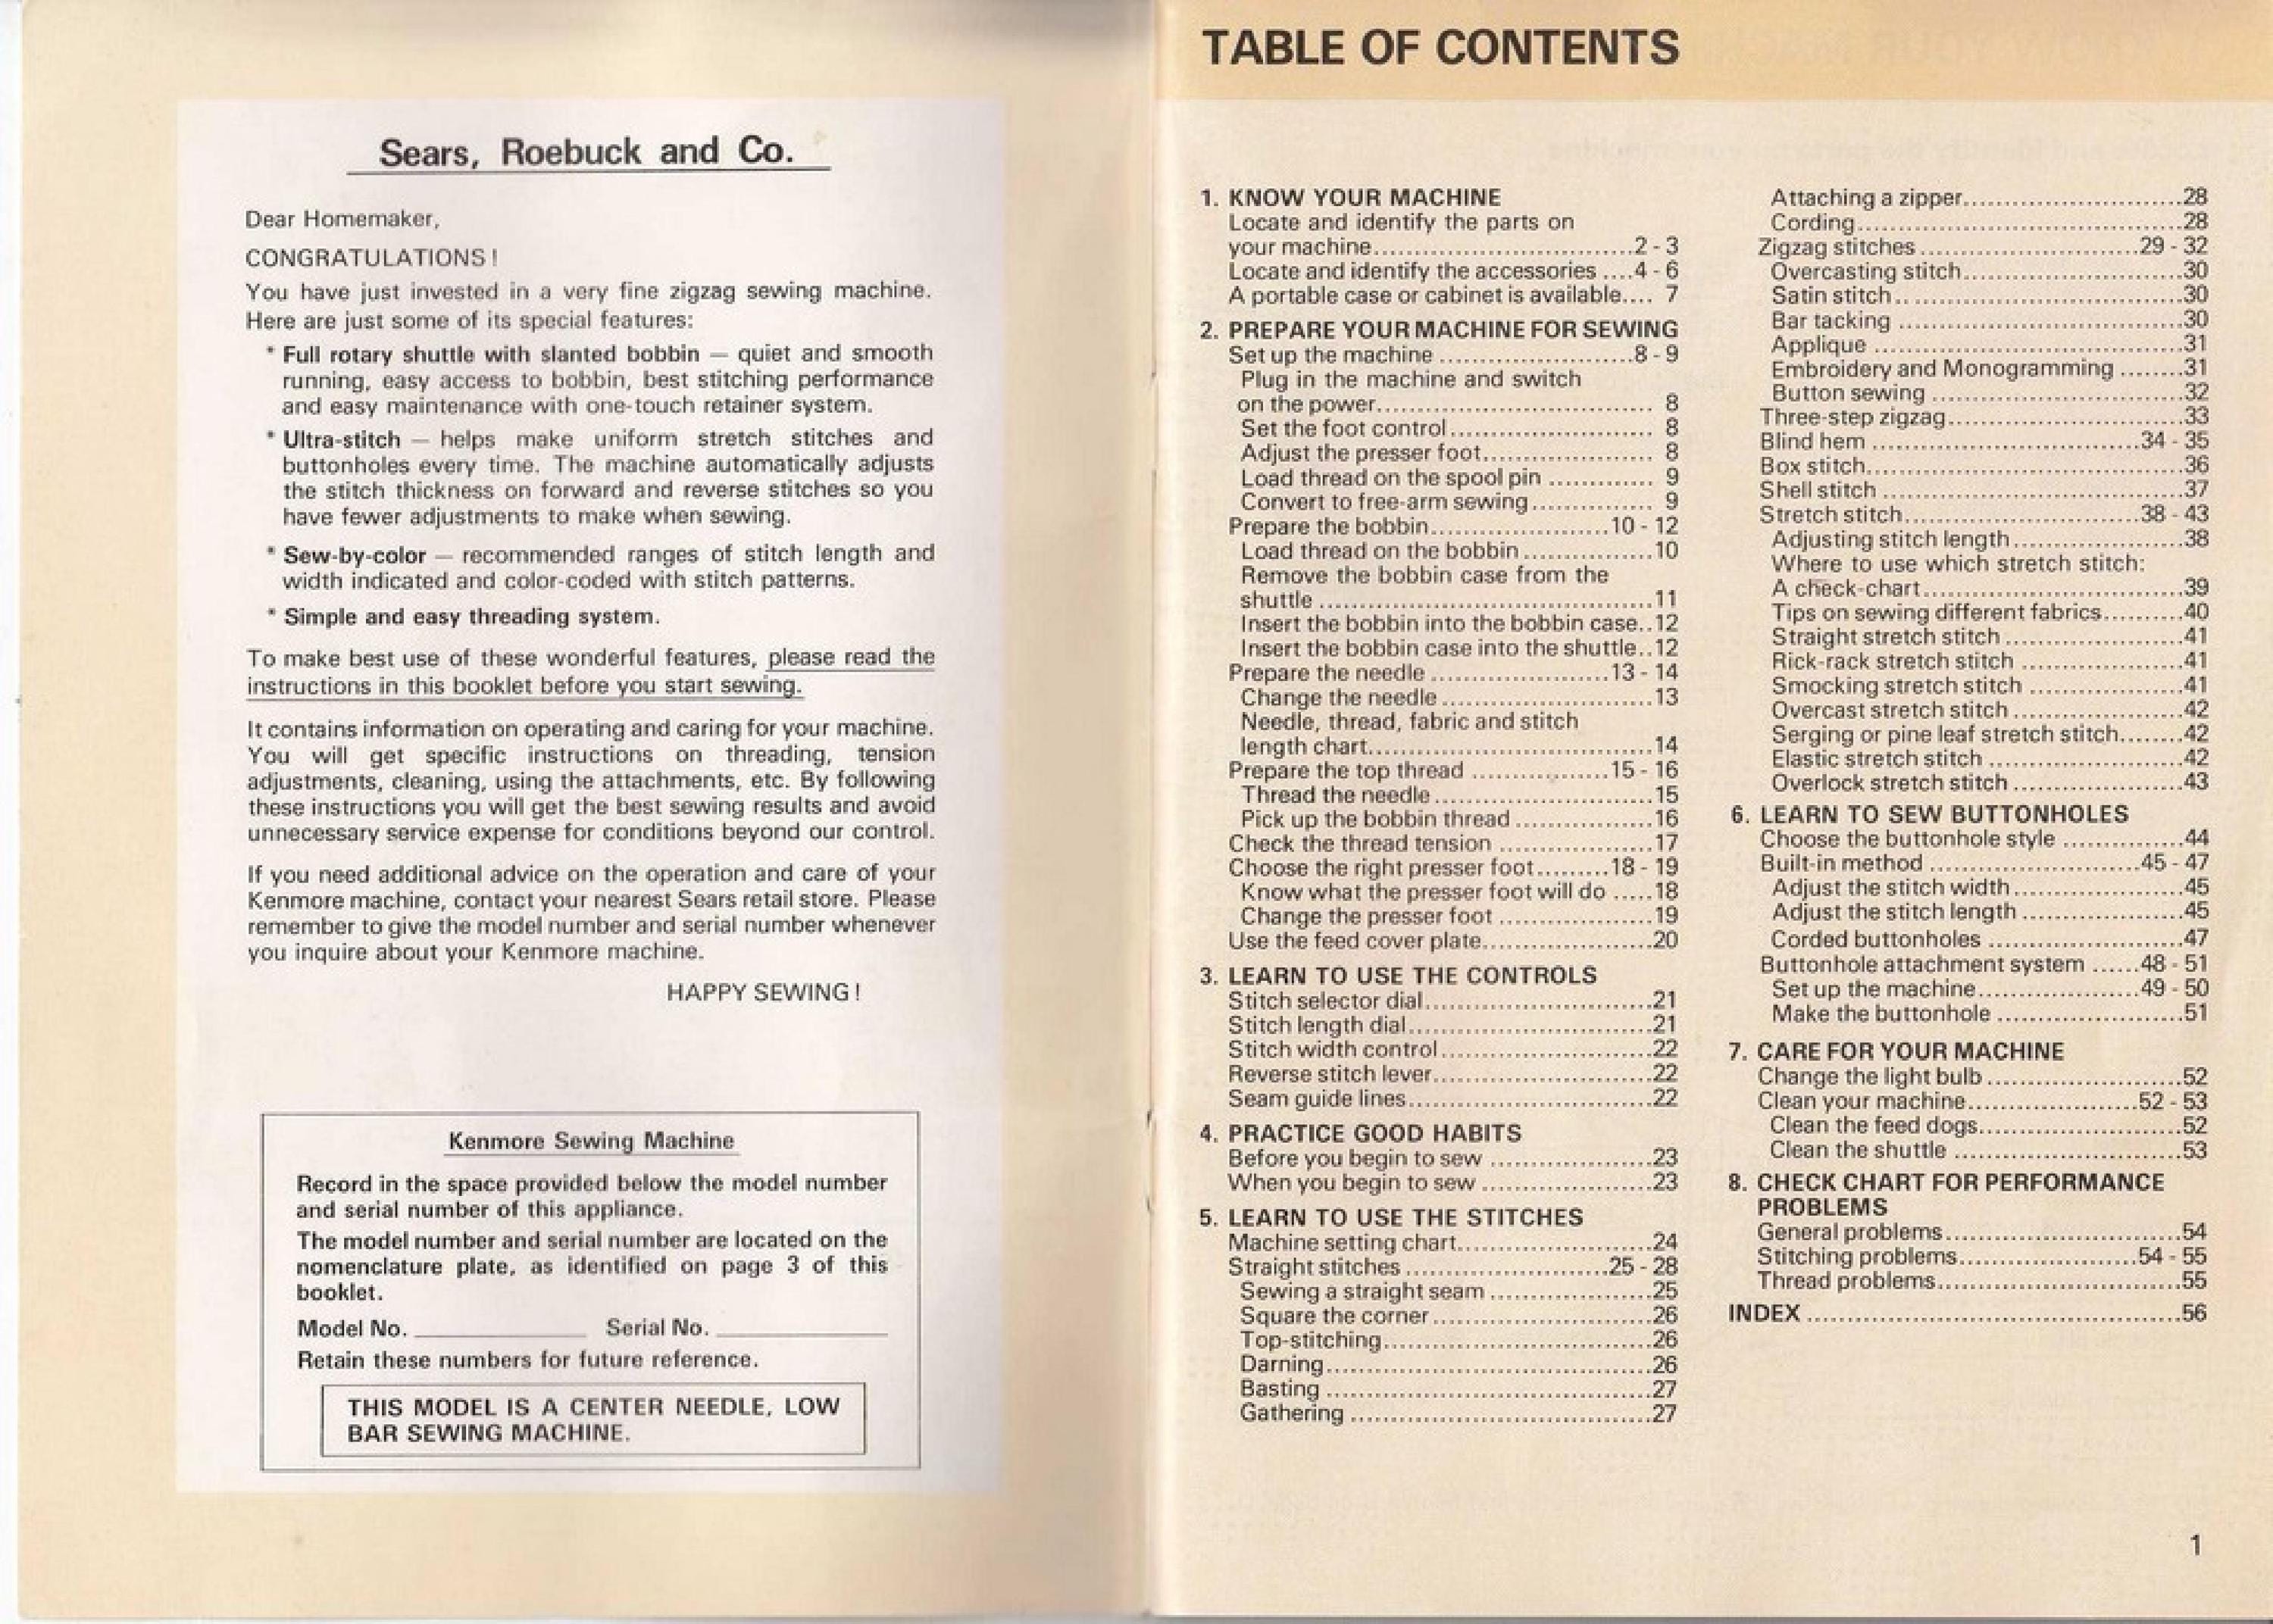 Sears, Roebuck and Co.
Dear Homemaker,
CONGRATULATIONS !
You have just invested in a very fine zigzag sewing machine.
Here are just some of its special features:
* Full rotary shuttle with slanted bobbin — quiet and smooth
running, easy access to bobbin, best stitching performance
and easy maintenance with one-touch retainer system.
* Ultra-stitch — helps make uniform stretch stitches and
buttonholes every time. The machine automatically adjusts
the stitch thickness on forward and reverse stitches so you
have fewer adjustments to make when sewing.
* Sew-by-color — recommended ranges of stitch length and
width indicated and color-coded with stitch patterns.
* Simple and easy threading system.
To make best use of these wonderful features, please read the
instructions in this booklet before you start sewing.
It contains information on operating and caring for your machine.
You will get specific instructions on threading, tension
adjustments, cleaning, using the attachments, etc. By following
these instructions you will get the best sewing results and avoid
unnecessary service expense for conditions beyond our control.
If you need additional advice on the operation and care of your
Kenmore machine, contact your nearest Sears retail store. Please
remember to give the model number and serial number whenever
you inquire about your Kenmore machine.
HAPPY SEWING !
Kenmore Sewing Machine
Record in the space provided below the model number
and serial number of this appliance.
The model number and serial number are located on the
nomenclature plate, as identified on page 3 of this
booklet.
Model No. ____________ Serial No. ____________
Retain these numbers for future reference.
THIS MODEL IS A CENTER NEEDLE, LOW
BAR SEWING MACHINE.
TABLE OF CONTENTS
1. KNOW YOUR MACHINE
Locate and identify the parts on
your machine................................2 - 3
Locate and identify the accessories ....4 - 6
A portable case or cabinet is available.... 7
2. PREPARE YOUR MACHINE FOR SEWING
Set up the machine ........................8 - 9
Plug in the machine and switch
on the power.................................. 8
Set the foot control......................... 8
Adjust the presser foot..................... 8
Load thread on the spool pin ............. 9
Convert to free-arm sewing............... 9
Prepare the bobbin......................10 - 12
Load thread on the bobbin................10
Remove the bobbin case from the
shuttle .........................................11
Insert the bobbin into the bobbin case..12
Insert the bobbin case into the shuttle..12
Prepare the needle ......................13 - 14
Change the needle..........................13
Needle, thread, fabric and stitch
length chart...................................14
Prepare the top thread .................15 - 16
Thread the needle...........................15
Pick up the bobbin thread .................16
Check the thread tension ...................17
Choose the right presser foot.........18 - 19
Know what the presser foot will do .....18
Change the presser foot ...................19
Use the feed cover plate.....................20
3. LEARN TO USE THE CONTROLS
Stitch selector dial............................21
Stitch length dial..............................21
Stitch width control..........................22
Reverse stitch lever...........................22
Seam guide lines..............................22
4. PRACTICE GOOD HABITS
Before you begin to sew ....................23
When you begin to sew .....................23
5. LEARN TO USE THE STITCHES
Machine setting chart........................24
Straight stitches .........................25 - 28
Sewing a straight seam ....................25
Square the corner...........................26
Top-stitching.................................26
Darning........................................26
Basting ........................................27
Gathering .....................................27
Attaching a zipper...........................28
Cording........................................28
Zigzag stitches ...........................29 - 32
Overcasting stitch...........................30
Satin stitch....................................30
Bar tacking ...................................30
Applique ......................................31
Embroidery and Monogramming ........31
Button sewing ...............................32
Three-step zigzag.............................33
Blind hem .................................34 - 35
Box stitch.......................................36
Shell stitch .....................................37
Stretch stitch.............................38 - 43
Adjusting stitch length.....................38
Where to use which stretch stitch:
A check-chart................................39
Tips on sewing different fabrics..........40
Straight stretch stitch ......................41
Rick-rack stretch stitch ....................41
Smocking stretch stitch ...................41
Overcast stretch stitch .....................42
Serging or pine leaf stretch stitch........42
Elastic stretch stitch ........................42
Overlock stretch stitch .....................43
6. LEARN TO SEW BUTTONHOLES
Choose the buttonhole style ...............44
Built-in method ..........................45 - 47
Adjust the stitch width.....................45
Adjust the stitch length ....................45
Corded buttonholes ........................47
Buttonhole attachment system ......48 - 51
Set up the machine....................49 - 50
Make the buttonhole .......................51
7. CARE FOR YOUR MACHINE
Change the light bulb ........................52
Clean your machine.....................52 - 53
Clean the feed dogs.........................52
Clean the shuttle ............................53
8. CHECK CHART FOR PERFORMANCE
PROBLEMS
General problems.............................54
Stitching problems......................54 - 55
Thread problems..............................55
INDEX ..............................................56
1